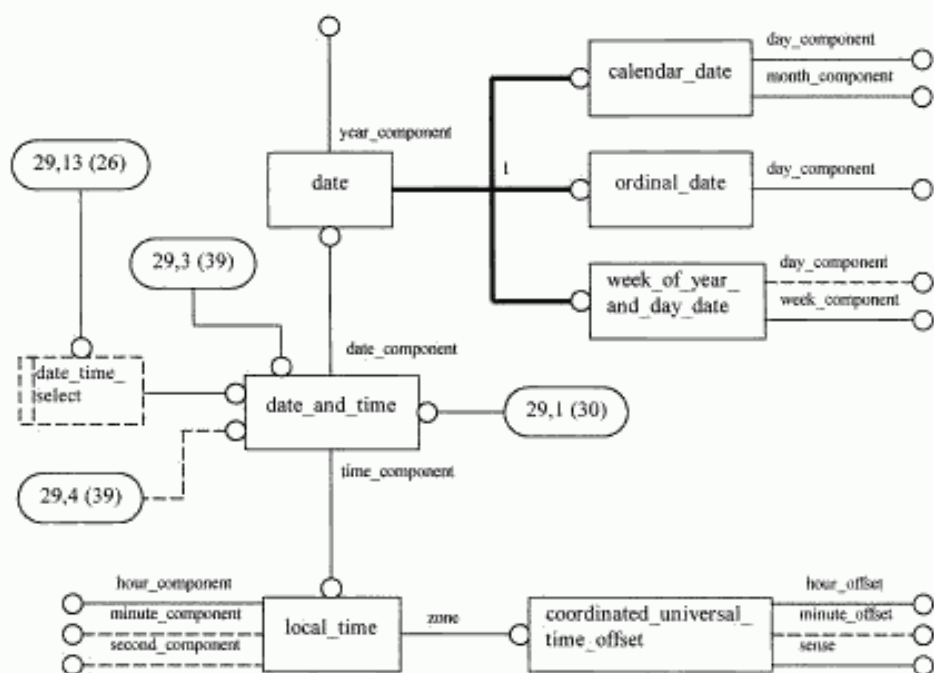 day_component
calendar_date
month_component
year_component
29,13 (26)
date
1
ordinal_date
day_component
29,3 (39)
week_of_year_
and_day_date
day_component
week_component
date_component
date_time_
select
date_and_time
29,1 (30)
time_component
29,4 (39)
hour_component
minute_component
second_component
local_time
zone
coordinated_universal_
time_offset
hour_offset
minute_offset
sense